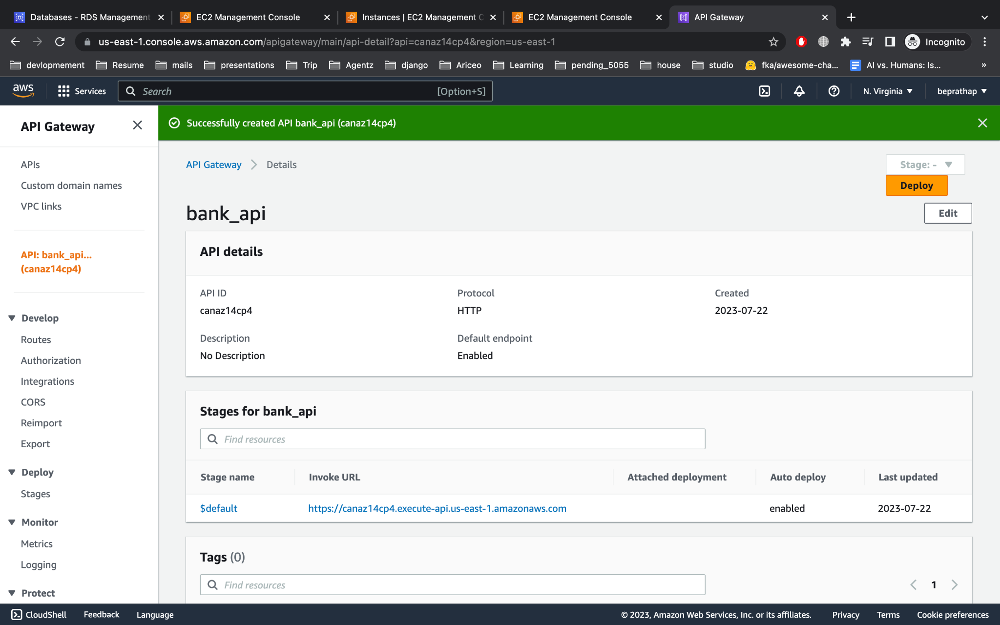 Databases - RDS Management
EC2 Management Console
Instances | EC2 Management C
EC2 Management Console
API Gateway
us-east-1.console.aws.amazon.com/apigateway/main/api-detail?api=canaz14cp4&region=us-east-1
Incognito
devlopmement
Resume
mails
presentations
Trip
Agentz
django
Ariceo
Learning
pending_5055
house
studio
fka/awesome-cha...
AI vs. Humans: Is...
»
aws
Services
Search
[Option+S]
N. Virginia
beprathap
API Gateway
Successfully created API bank_api (canaz14cp4)
APIs
Custom domain names
VPC links
API: bank_api...
(canaz14cp4)
Develop
Routes
Authorization
Integrations
CORS
Reimport
Export
Deploy
Stages
Monitor
Metrics
Logging
Protect
API Gateway
Details
Stage: -
Deploy
bank_api
Edit
API details
API ID
canaz14cp4
Protocol
HTTP
Created
2023-07-22
Description
No Description
Default endpoint
Enabled
Stages for bank_api
Find resources
Stage name
Invoke URL
Attached deployment
Auto deploy
Last updated
$default
https://canaz14cp4.execute-api.us-east-1.amazonaws.com
enabled
2023-07-22
Tags (0)
Find resources
1
CloudShell
Feedback
Language
© 2023, Amazon Web Services, Inc. or its affiliates.
Privacy
Terms
Cookie preferences